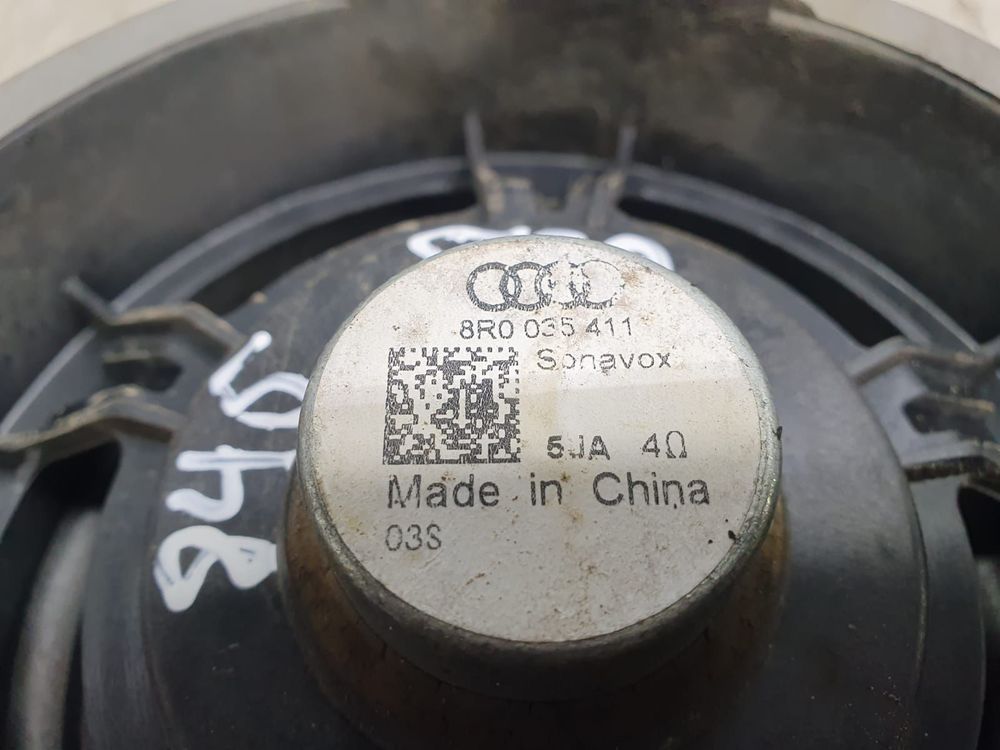 8R0 035 411
Sonavox
5JA 4Ω
Made in China
03S